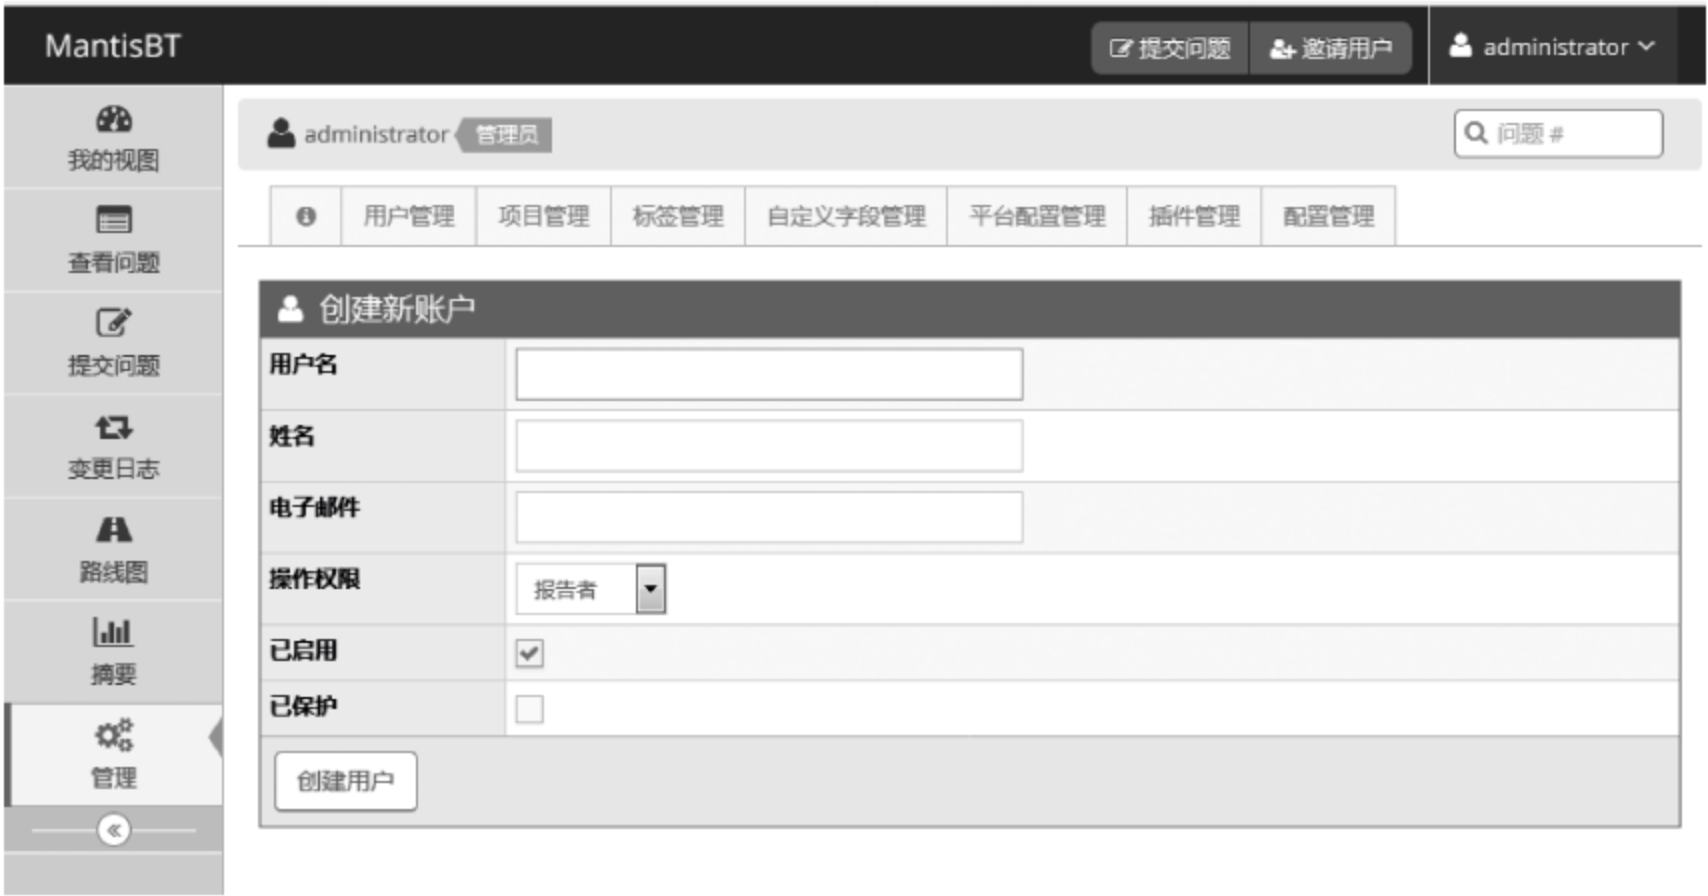 MantisBT
提交问题 邀请用户 administrator
我的视图
查看问题
提交问题
变更日志
路线图
摘要
管理
administrator 管理员 问题 #
用户管理 项目管理 标签管理 自定义字段管理 平台配置管理 插件管理 配置管理
创建新账户
用户名
姓名
电子邮件
操作权限 报告者
已启用
已保护
创建用户